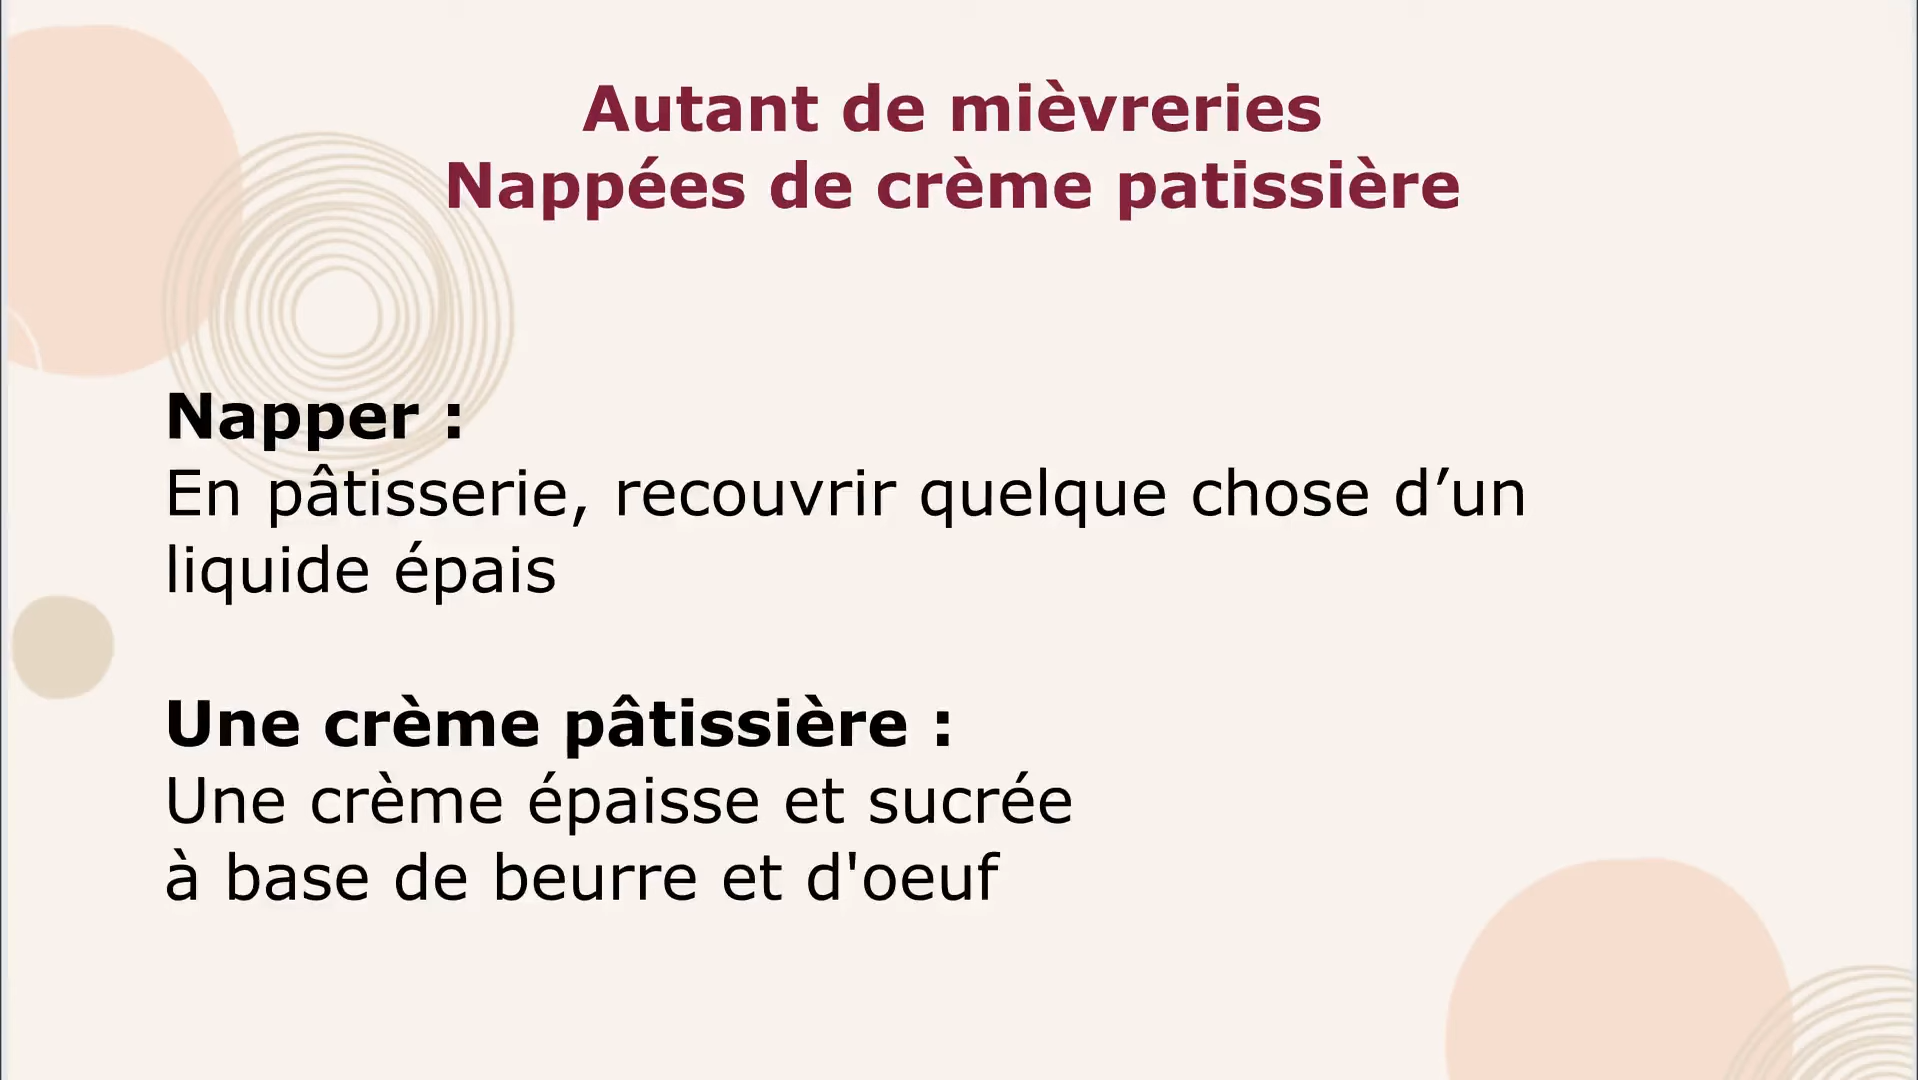 Autant de mièvreries
Nappées de crème patissière
Napper :
En pâtisserie, recouvrir quelque chose d’un
liquide épais
Une crème pâtissière :
Une crème épaisse et sucrée
à base de beurre et d'oeuf